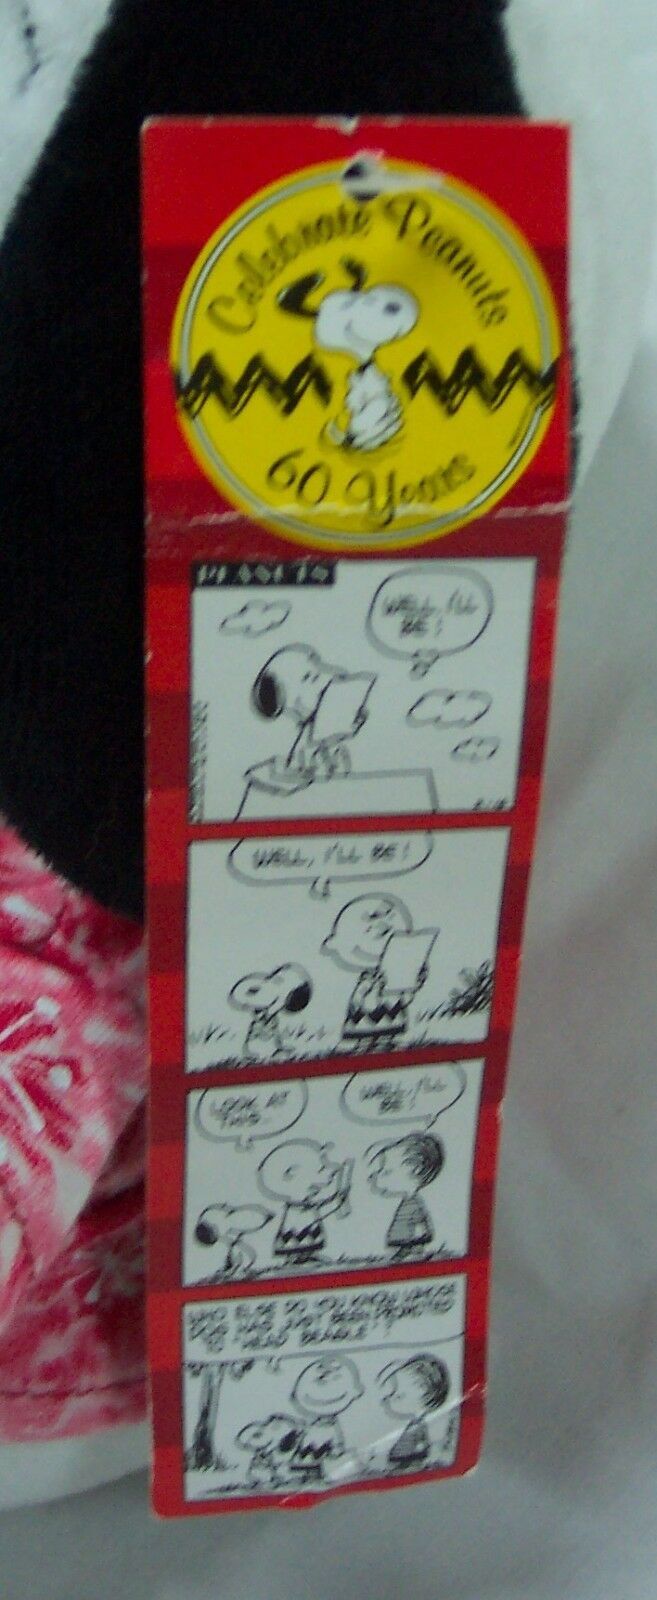 Celebrate Peanuts
60 Years
PEANUTS
WELL, I'LL
BE!
WELL, I'LL BE!
LOOK AT
THIS...
WELL, I'LL
BE!
WHO ELSE DO YOU KNOW WHOSE
DOG HAS JUST BEEN PROMOTED
TO "HEAD BEAGLE"?